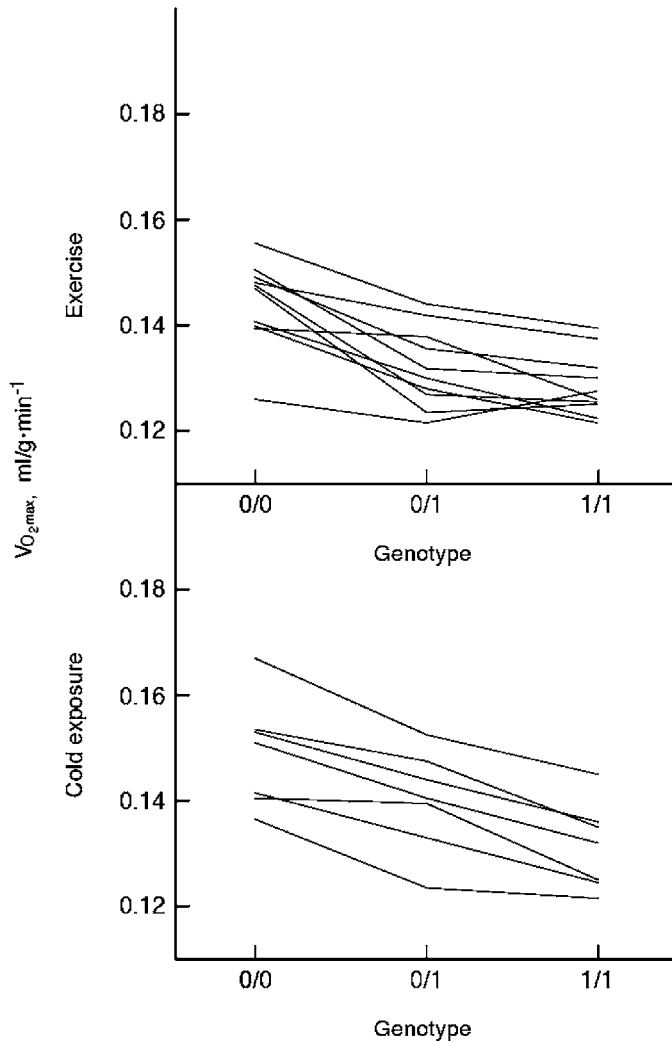 Vo₂max, ml/g·min⁻¹
Exercise
0.18
0.16
0.14
0.12
0/0 0/1 1/1
Genotype
Cold exposure
0.18
0.16
0.14
0.12
0/0 0/1 1/1
Genotype